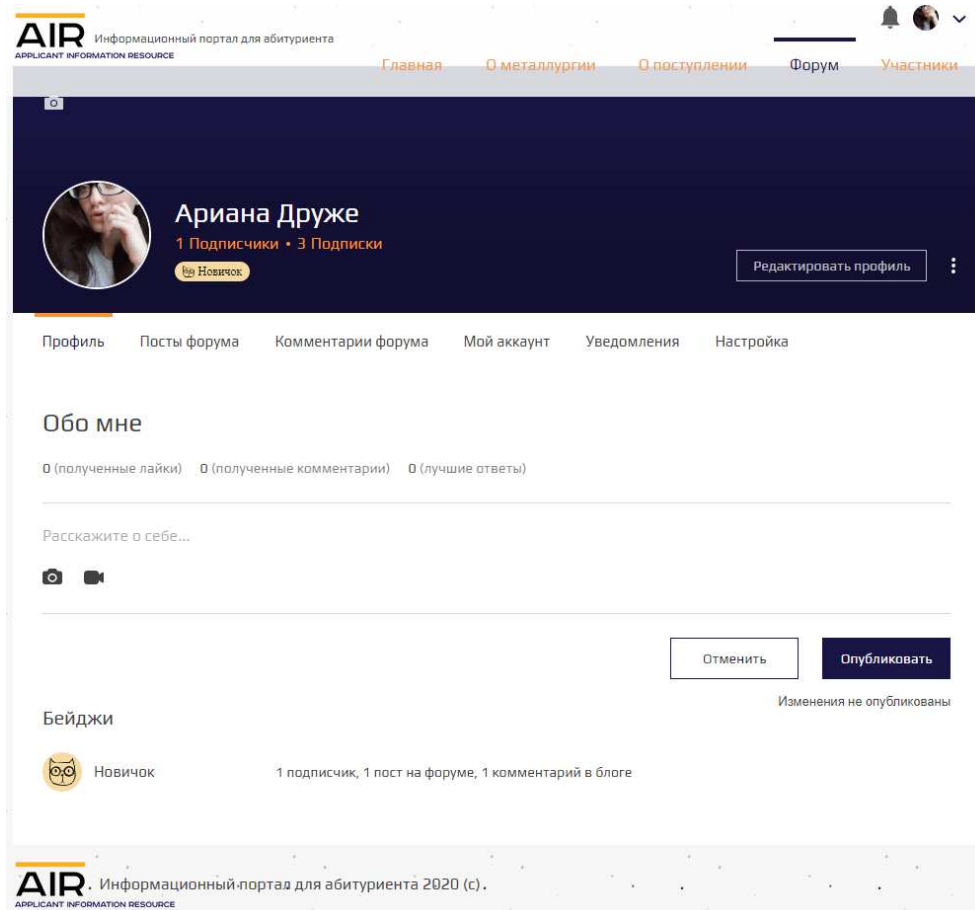 AIR Информационный портал для абитуриента
APPLICANT INFORMATION RESOURCE
Главная О металлургии О поступлении Форум Участники
Ариана Друже
1 Подписчики • 3 Подписки
Новичок
Редактировать профиль
Профиль Посты форума Комментарии форума Мой аккаунт Уведомления Настройка
Обо мне
0 (полученные лайки) 0 (полученные комментарии) 0 (лучшие ответы)
Расскажите о себе...
Отменить Опубликовать
Изменения не опубликованы
Бейджи
Новичок 1 подписчик, 1 пост на форуме, 1 комментарий в блоге
AIR Информационный портал для абитуриента 2020 (c).
APPLICANT INFORMATION RESOURCE